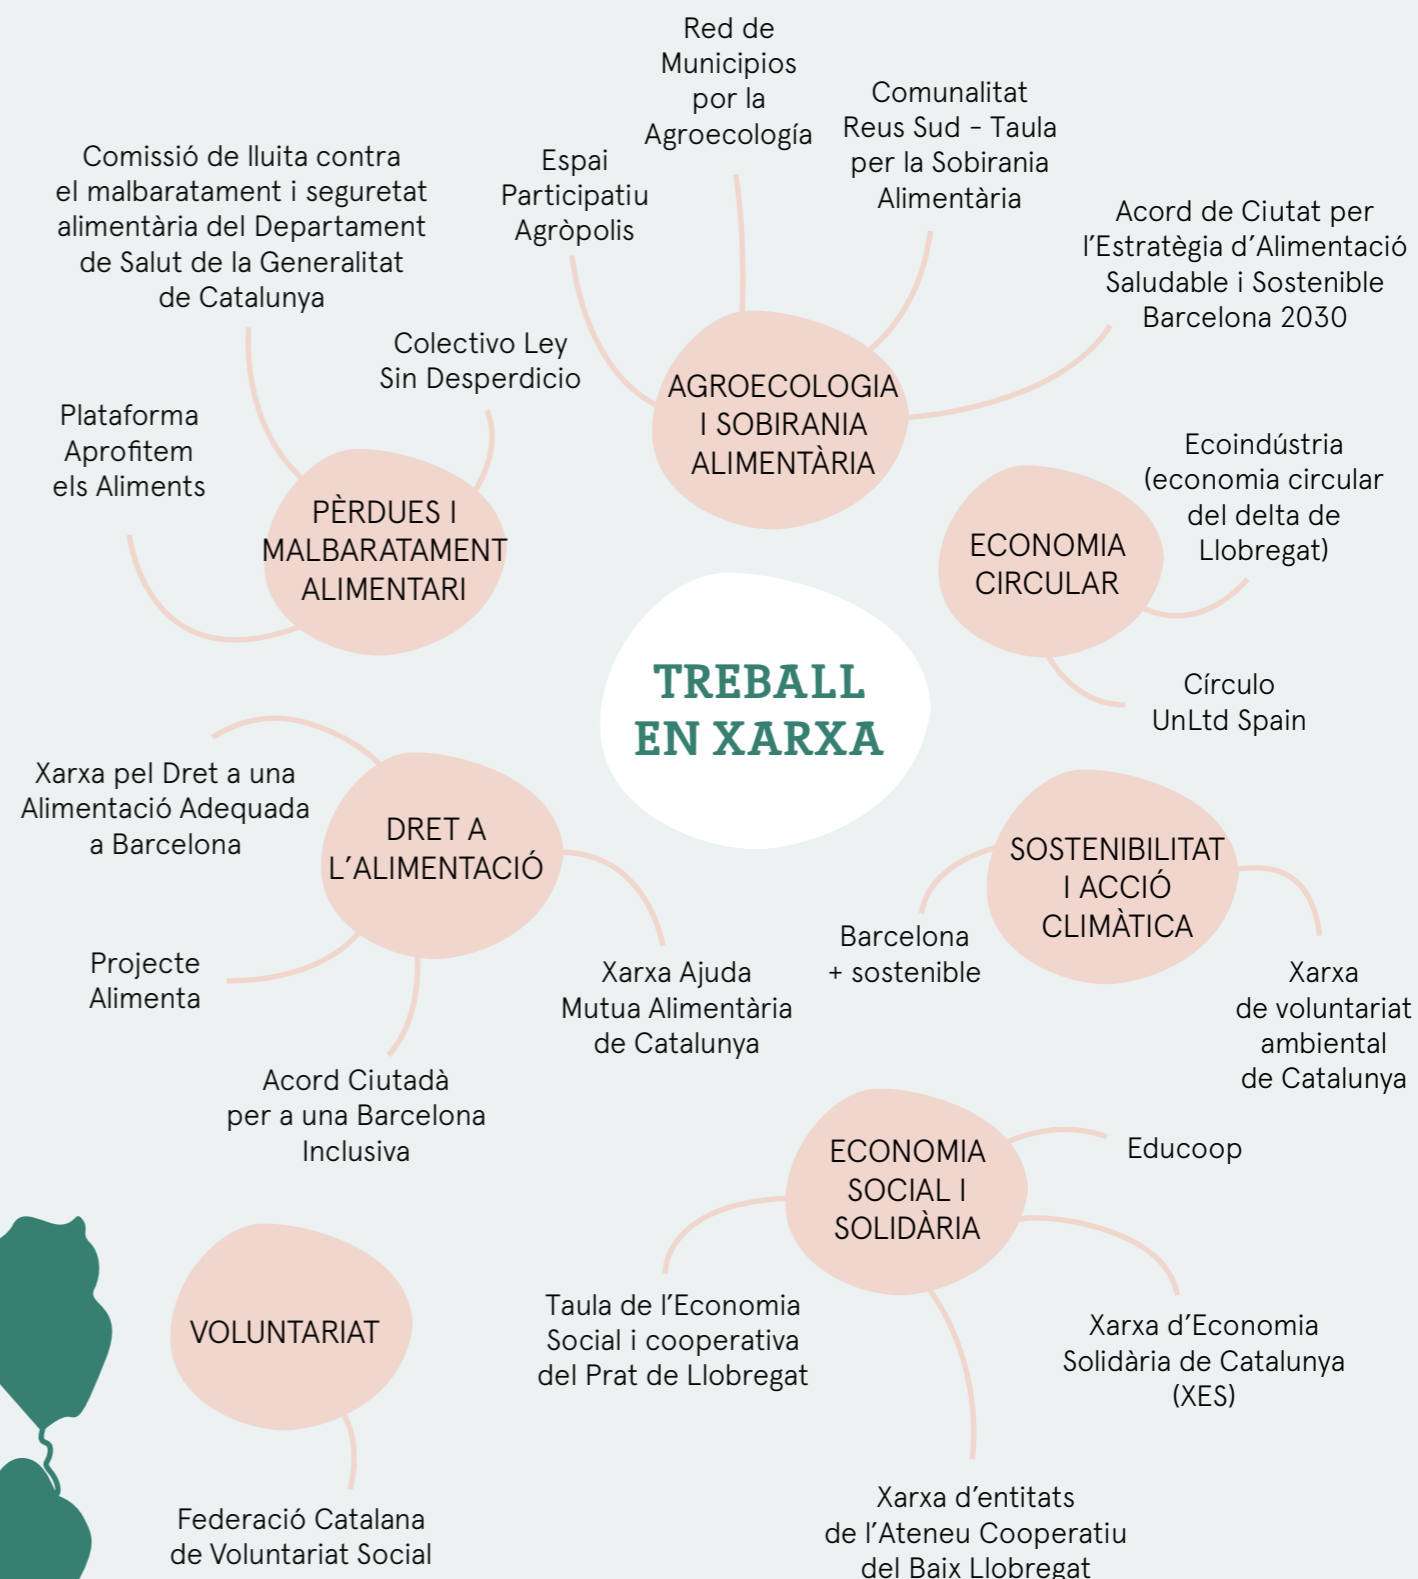 Red de
Municipios
por la
Agroecología
Comunalitat
Reus Sud - Taula
per la Sobirania
Alimentària
Espai
Participatiu
Agròpolis
Comissió de lluita contra
el malbaratament i seguretat
alimentària del Departament
de Salut de la Generalitat
de Catalunya
Acord de Ciutat per
l'Estratègia d'Alimentació
Saludable i Sostenible
Barcelona 2030
Colectivo Ley
Sin Desperdicio
AGROECOLOGIA
I SOBIRANIA
ALIMENTÀRIA
Plataforma
Aprofitem
els Aliments
Ecoindústria
(economia circular
del delta de
Llobregat)
PÈRDUES I
MALBARATAMENT
ALIMENTARI
ECONOMIA
CIRCULAR
TREBALL
EN XARXA
Círculo
UnLtd Spain
Xarxa pel Dret a una
Alimentació Adequada
a Barcelona
DRET A
L'ALIMENTACIÓ
SOSTENIBILITAT
I ACCIÓ
CLIMÀTICA
Barcelona
+ sostenible
Projecte
Alimenta
Xarxa Ajuda
Mutua Alimentària
de Catalunya
Xarxa
de voluntariat
ambiental
de Catalunya
Acord Ciutadà
per a una Barcelona
Inclusiva
ECONOMIA
SOCIAL I
SOLIDÀRIA
Educoop
Taula de l'Economia
Social i cooperativa
del Prat de Llobregat
VOLUNTARIAT
Xarxa d'Economia
Solidària de Catalunya
(XES)
Xarxa d'entitats
de l'Ateneu Cooperatiu
del Baix Llobregat
Federació Catalana
de Voluntariat Social